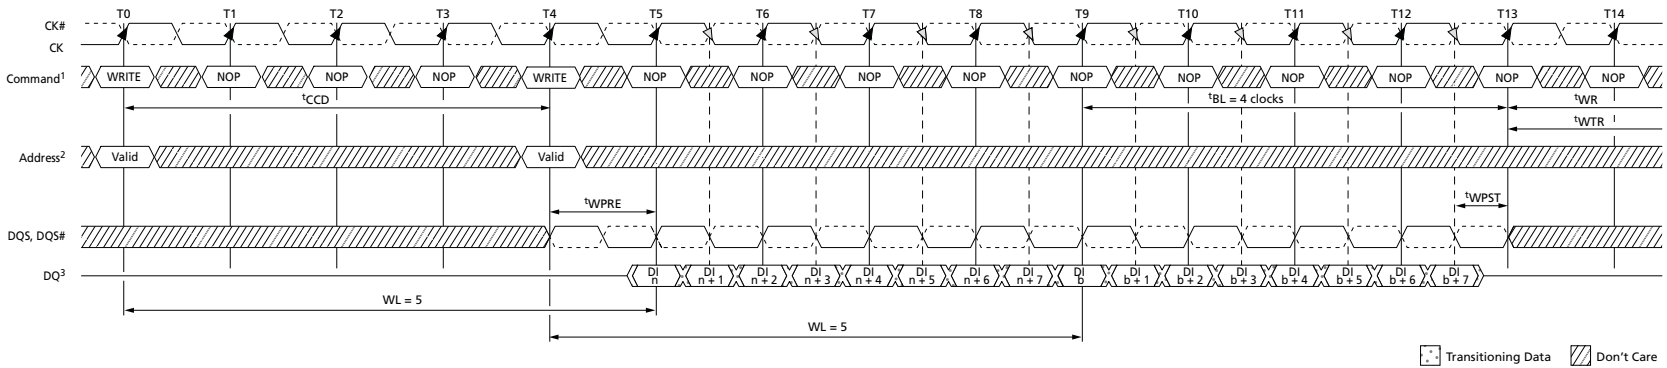 T0 T1 T2 T3 T4 T5 T6 T7 T8 T9 T10 T11 T12 T13 T14
CK#
CK
Command1 WRITE NOP NOP NOP WRITE NOP NOP NOP NOP NOP NOP NOP NOP NOP NOP
tCCD tBL = 4 clocks tWR
tWTR
Address2 Valid Valid
tWPRE tWPST
DQS, DQS#
DQ3 DI n DI n + 1 DI n + 2 DI n + 3 DI n + 4 DI n + 5 DI n + 6 DI n + 7 DI b DI b + 1 DI b + 2 DI b + 3 DI b + 4 DI b + 5 DI b + 6 DI b + 7
WL = 5
WL = 5
Transitioning Data Don't Care